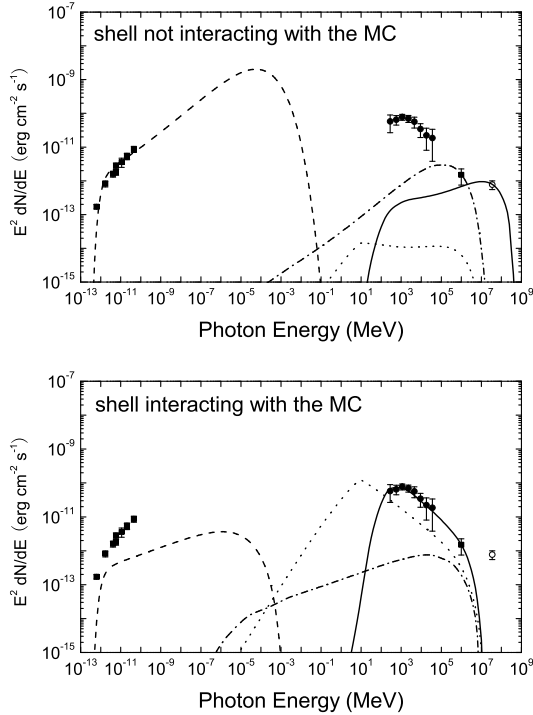 shell not interacting with the MC
10^-7
10^-9
10^-11
10^-13
10^-15
E^2 dN/dE (erg cm^-2 s^-1)
10^-13 10^-11 10^-9 10^-7 10^-5 10^-3 10^-1 10^1 10^3 10^5 10^7 10^9
Photon Energy (MeV)
shell interacting with the MC
10^-7
10^-9
10^-11
10^-13
10^-15
E^2 dN/dE (erg cm^-2 s^-1)
10^-13 10^-11 10^-9 10^-7 10^-5 10^-3 10^-1 10^1 10^3 10^5 10^7 10^9
Photon Energy (MeV)